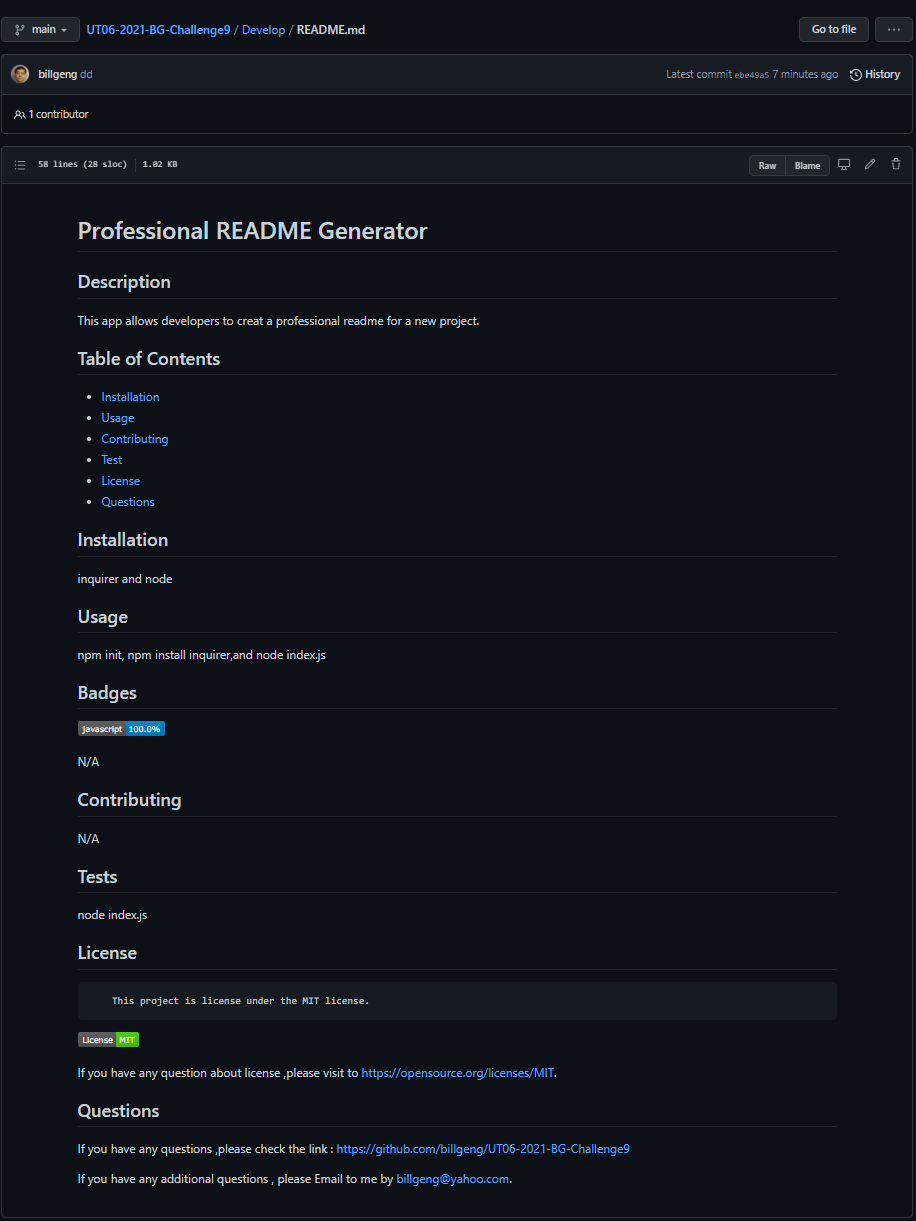 main
UT06-2021-BG-Challenge9 / Develop / README.md
Go to file
...
billgeng dd
Latest commit ebe49a5 7 minutes ago
History
1 contributor
58 lines (28 sloc) 1.02 KB
Raw
Blame
Professional README Generator
Description
This app allows developers to creat a professional readme for a new project.
Table of Contents
• Installation
• Usage
• Contributing
• Test
• License
• Questions
Installation
inquirer and node
Usage
npm init, npm install inquirer,and node index.js
Badges
javascript 100.0%
N/A
Contributing
N/A
Tests
node index.js
License
This project is license under the MIT license.
License MIT
If you have any question about license ,please visit to https://opensource.org/licenses/MIT.
Questions
If you have any questions ,please check the link : https://github.com/billgeng/UT06-2021-BG-Challenge9
If you have any additional questions , please Email to me by billgeng@yahoo.com.